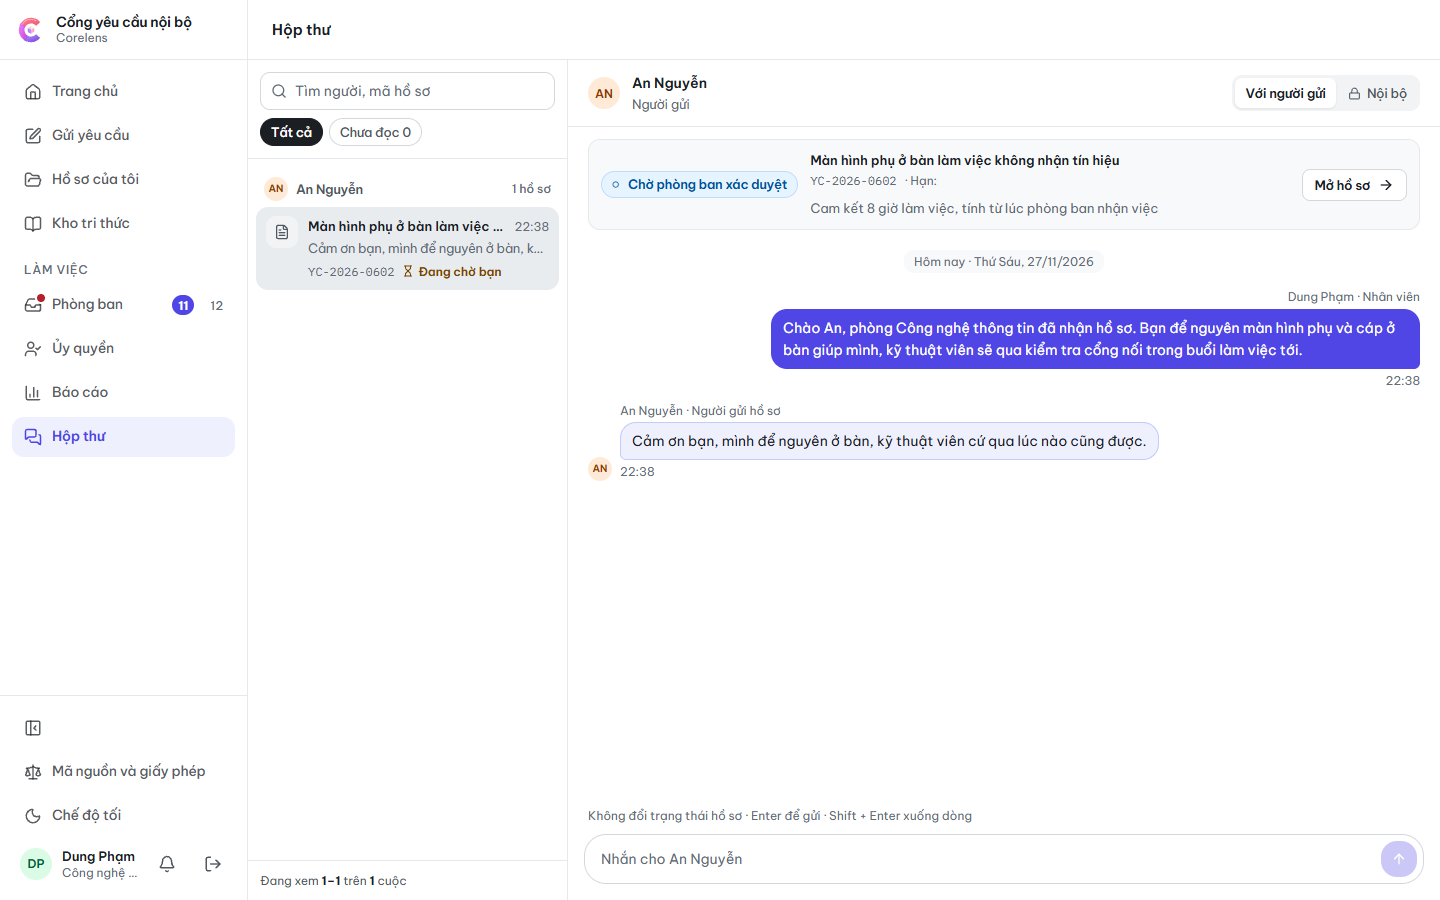 Cổng yêu cầu nội bộ
Corelens
Trang chủ
Gửi yêu cầu
Hồ sơ của tôi
Kho tri thức
LÀM VIỆC
Phòng ban
11
12
Ủy quyền
Báo cáo
Hộp thư
Mã nguồn và giấy phép
Chế độ tối
DP
Dung Phạm
Công nghệ ...
Hộp thư
Tìm người, mã hồ sơ
Tất cả
Chưa đọc 0
AN
An Nguyễn
1 hồ sơ
Màn hình phụ ở bàn làm việc ...
22:38
Cảm ơn bạn, mình để nguyên ở bàn, k...
YC-2026-0602
Đang chờ bạn
Đang xem 1–1 trên 1 cuộc
AN
An Nguyễn
Người gửi
Với người gửi
Nội bộ
Chờ phòng ban xác duyệt
Màn hình phụ ở bàn làm việc không nhận tín hiệu
YC-2026-0602 · Hạn:
Cam kết 8 giờ làm việc, tính từ lúc phòng ban nhận việc
Mở hồ sơ
Hôm nay · Thứ Sáu, 27/11/2026
Dung Phạm · Nhân viên
Chào An, phòng Công nghệ thông tin đã nhận hồ sơ. Bạn để nguyên màn hình phụ và cáp ở
bàn giúp mình, kỹ thuật viên sẽ qua kiểm tra cổng nối trong buổi làm việc tới.
22:38
An Nguyễn · Người gửi hồ sơ
Cảm ơn bạn, mình để nguyên ở bàn, kỹ thuật viên cứ qua lúc nào cũng được.
AN
22:38
Không đổi trạng thái hồ sơ · Enter để gửi · Shift + Enter xuống dòng
Nhắn cho An Nguyễn